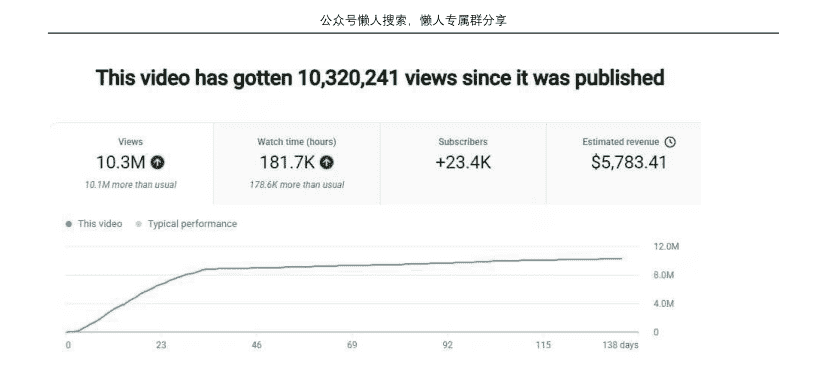 公众号懒人搜索，懒人专属群分享
This video has gotten 10,320,241 views since it was published
Views Watch time (hours) Subscribers Estimated revenue
10.3M 181.7K +23.4K $5,783.41
10.1M more than usual 178.6K more than usual
This video Typical performance
12.0M
8.0M
4.0M
0
0 23 46 69 92 115 138 days